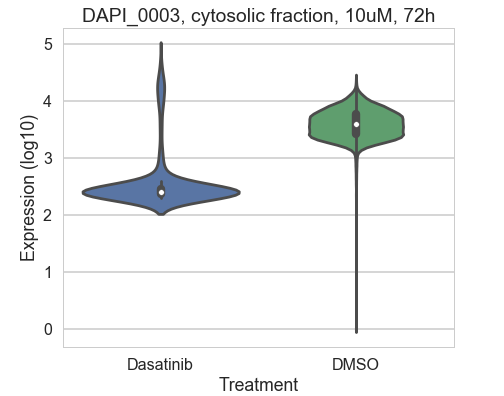 DAPI_0003, cytosolic fraction, 10uM, 72h
5
4
3
2
1
0
Expression (log10)
Dasatinib
DMSO
Treatment